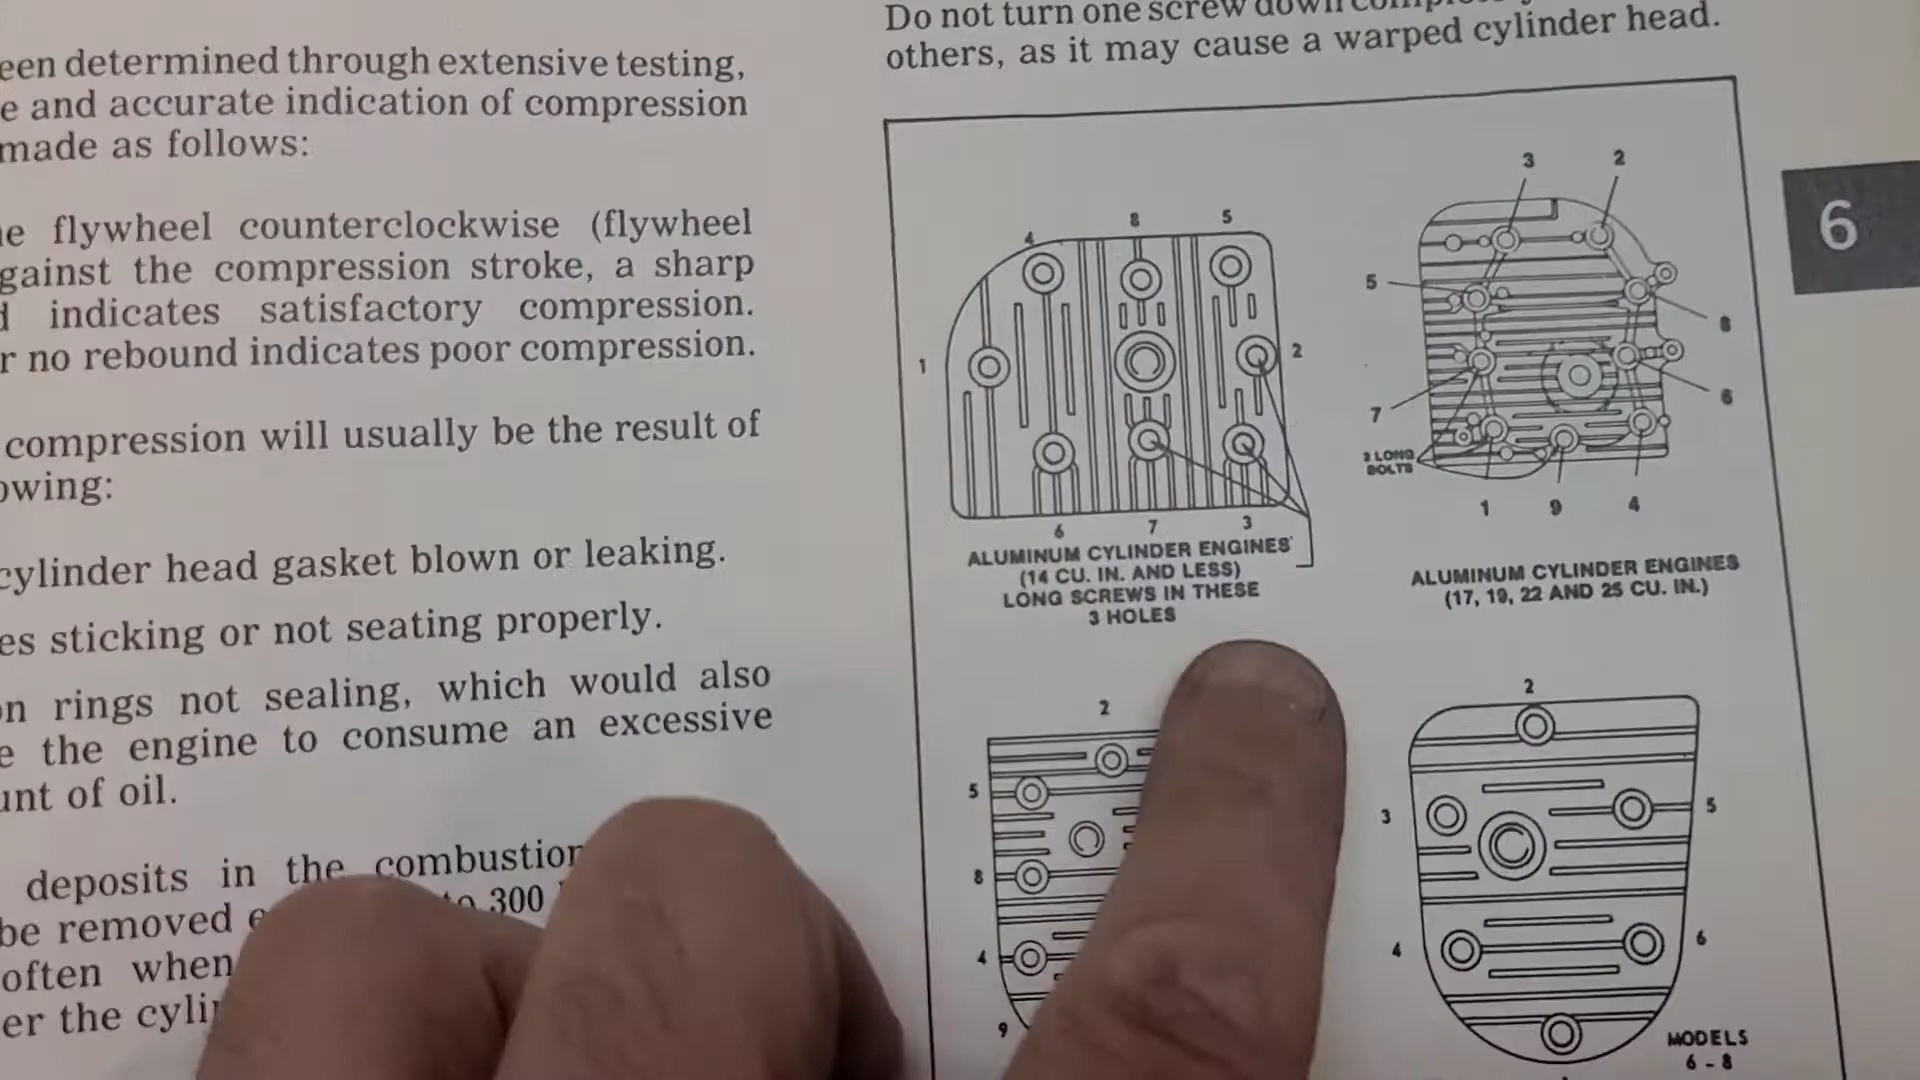 een determined through extensive testing,
e and accurate indication of compression
made as follows:
e flywheel counterclockwise (flywheel
gainst the compression stroke, a sharp
d indicates satisfactory compression.
r no rebound indicates poor compression.
compression will usually be the result of
owing:
cylinder head gasket blown or leaking.
es sticking or not seating properly.
on rings not sealing, which would also
e the engine to consume an excessive
unt of oil.
deposits in the combustion
be removed e
to 300
often when
er the cylin
Do not turn one screw down
others, as it may cause a warped cylinder head.
4 8 5
1 2
6 7 3
ALUMINUM CYLINDER ENGINES
(14 CU. IN. AND LESS)
LONG SCREWS IN THESE
3 HOLES
3 2
5
8
7 6
3 LONG
BOLTS
1 9 4
ALUMINUM CYLINDER ENGINES
(17, 19, 22 AND 25 CU. IN.)
2
5
8
4
9
2
3 5
4 6
MODELS
6 - 8
6